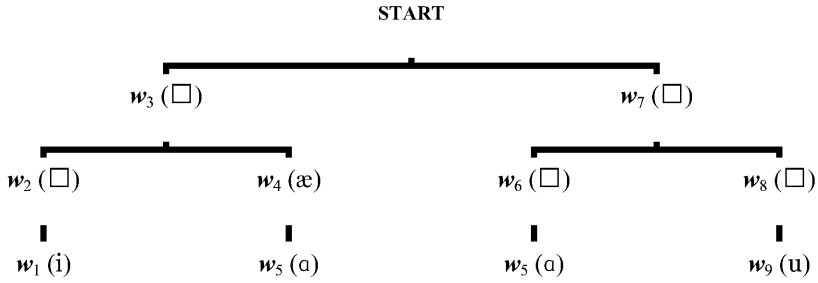 START
w₃ (□) w₇ (□)
w₂ (□) w₄ (æ) w₆ (□) w₈ (□)
w₁ (i) w₅ (ɑ) w₅ (ɑ) w₉ (u)